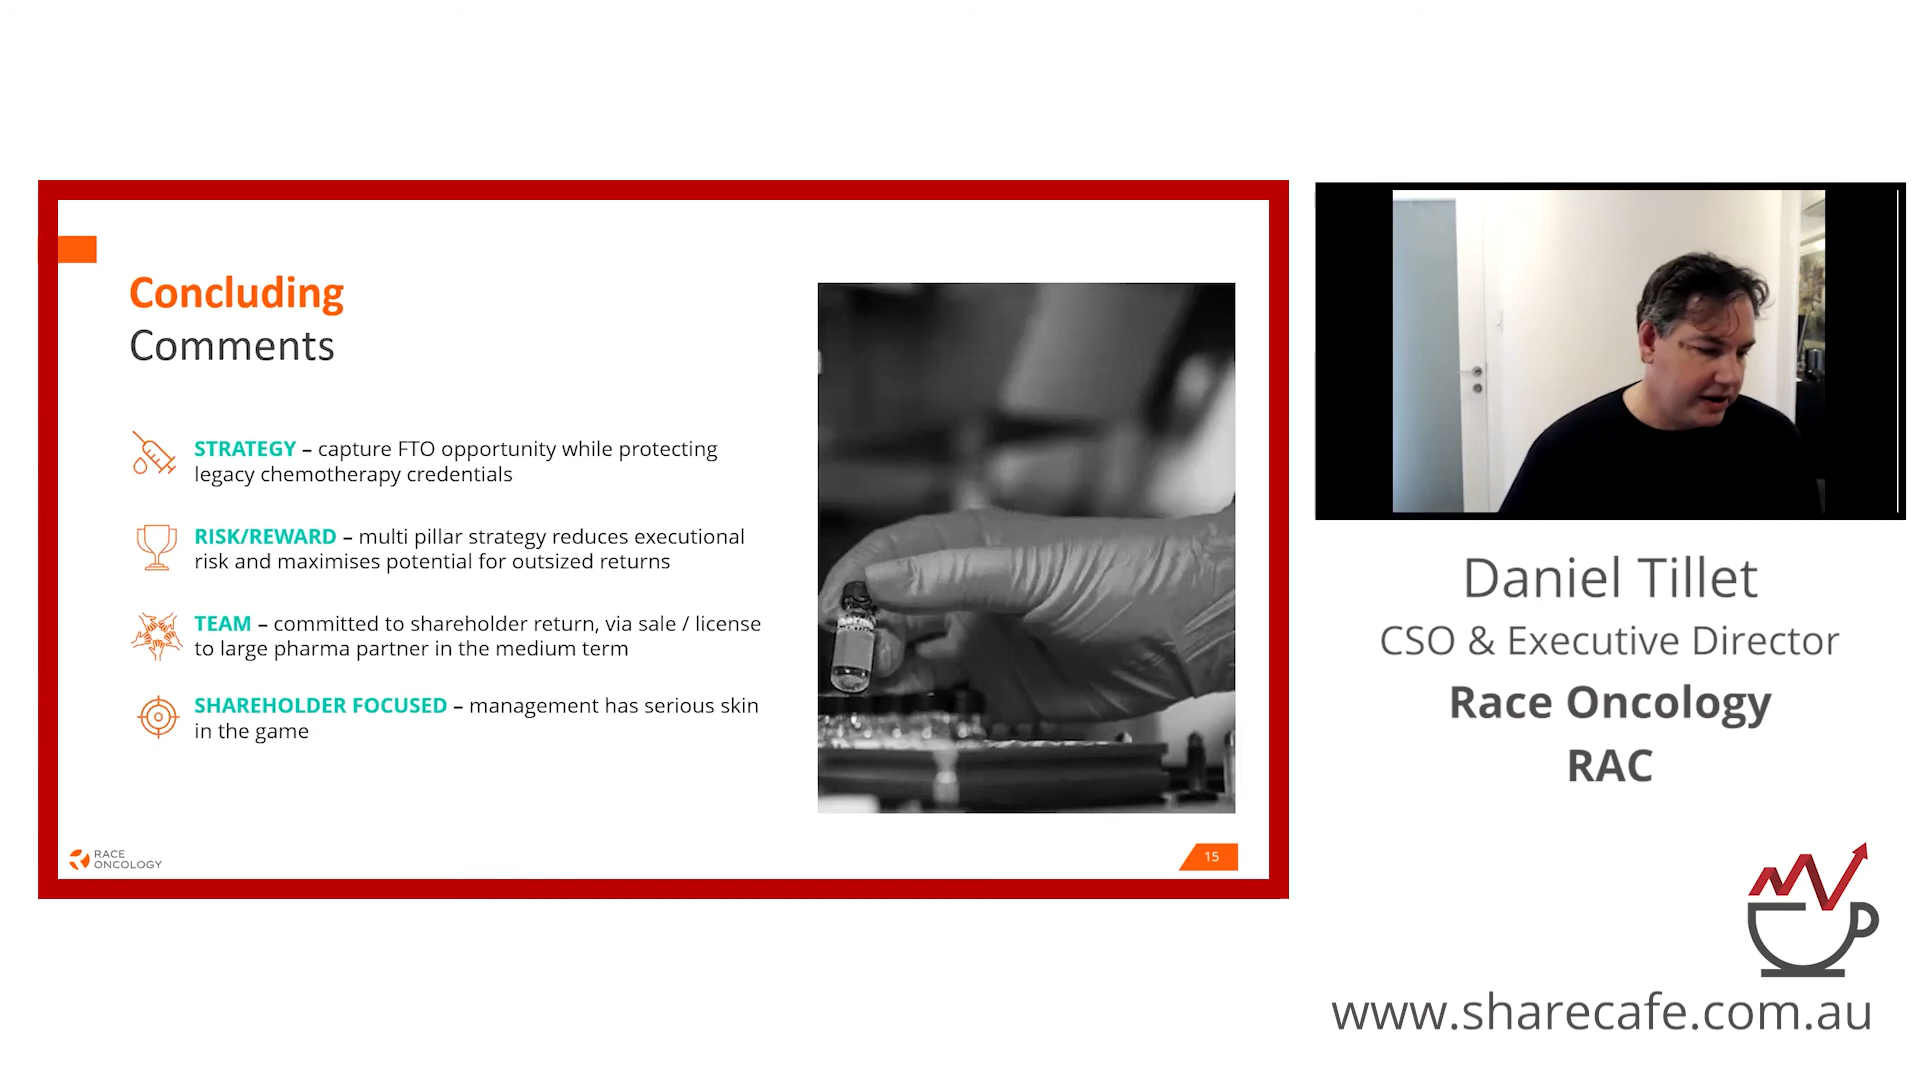 Concluding
Comments
STRATEGY – capture FTO opportunity while protecting
legacy chemotherapy credentials
RISK/REWARD – multi pillar strategy reduces executional
risk and maximises potential for outsized returns
TEAM – committed to shareholder return, via sale / license
to large pharma partner in the medium term
SHAREHOLDER FOCUSED – management has serious skin
in the game
RACE
ONCOLOGY
15
Daniel Tillet
CSO & Executive Director
Race Oncology
RAC
www.sharecafe.com.au